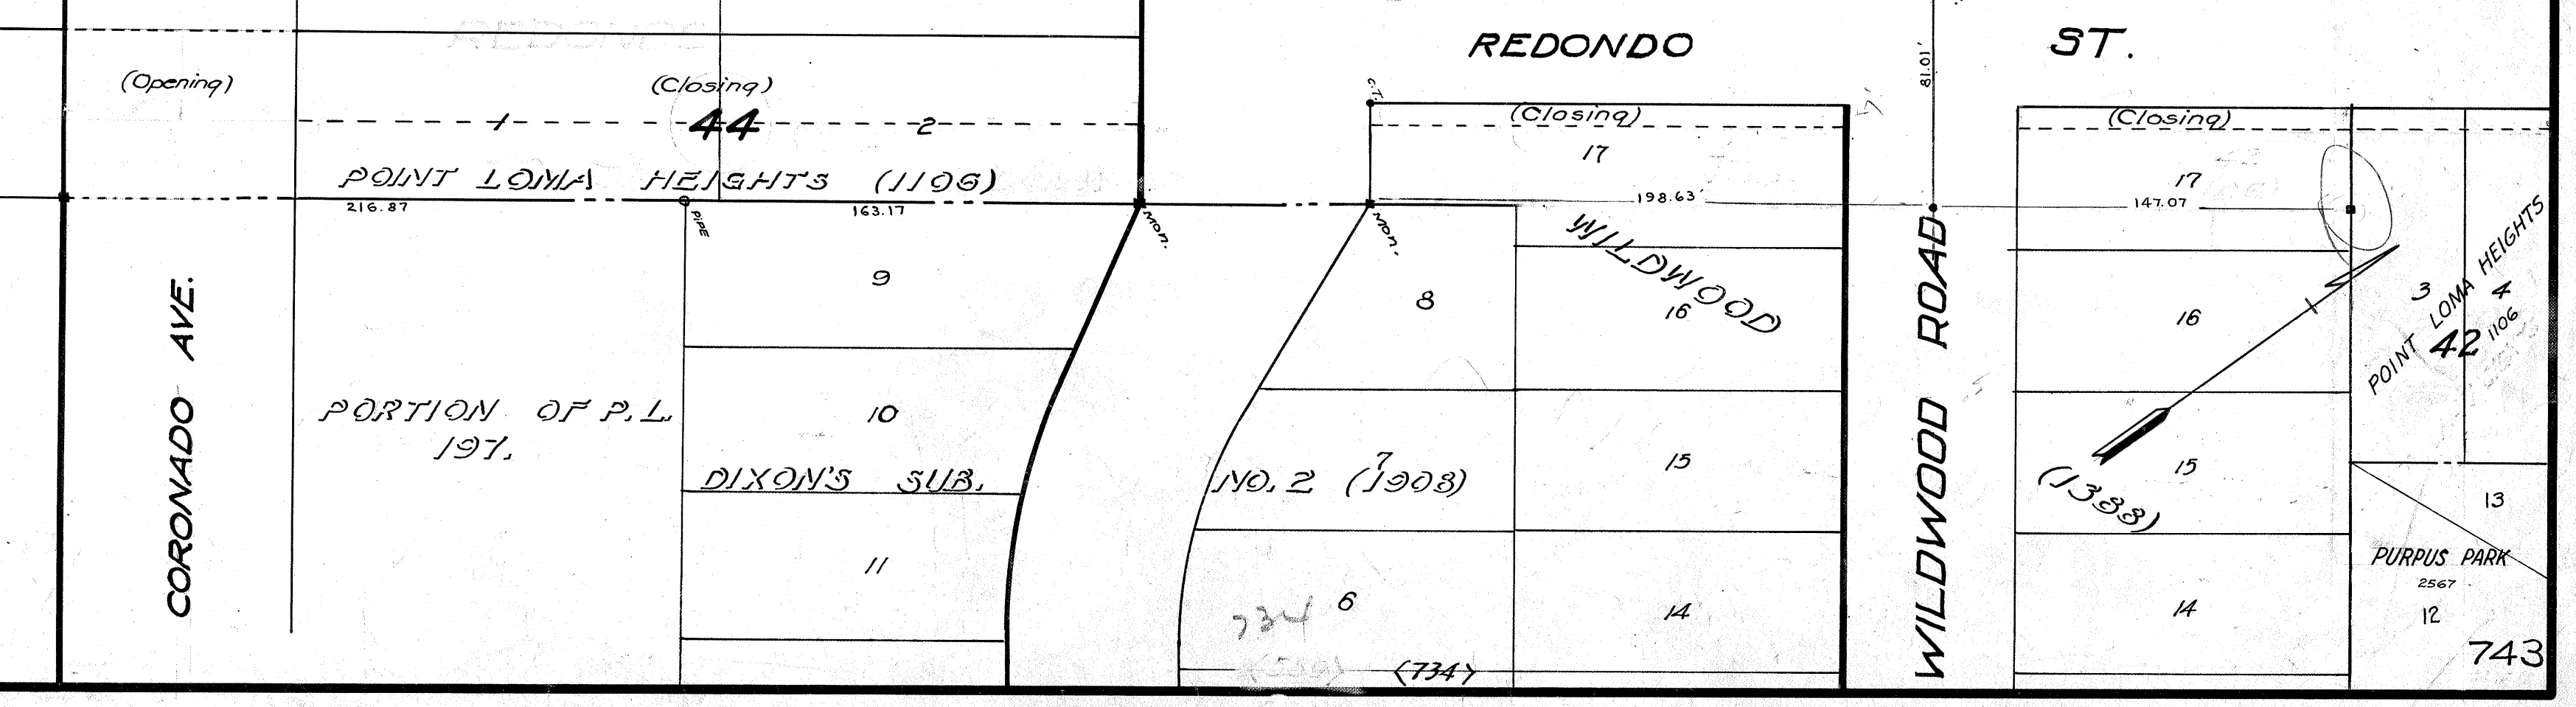 REDONDO ST.
81.01'
(Opening)
(Closing)
1 44 2
C.T.
(Closing)
17
(Closing)
17
POINT LOMA HEIGHTS (1106)
216.87
PIPE
163.17
Mon.
Mon.
198.63'
147.07
9
8
WILDWOOD
16
16
3 4
POINT LOMA HEIGHTS
42 1106
CORONADO AVE.
PORTION OF P.L.
197.
10
DIXON'S SUB.
7
NO. 2 (1908)
15
WILDWOOD ROAD
15
(1388)
13
11
6
734
14
14
PURPUS PARK
2567
12
(734)
743